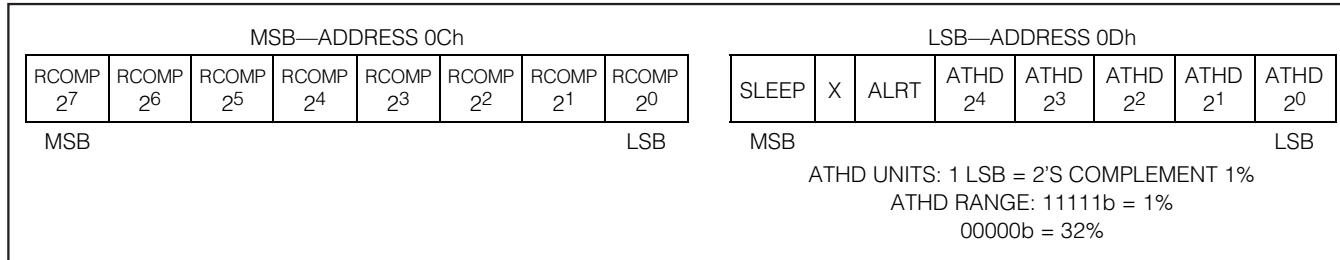 MSB—ADDRESS 0Ch
RCOMP 2⁷ RCOMP 2⁶ RCOMP 2⁵ RCOMP 2⁴ RCOMP 2³ RCOMP 2² RCOMP 2¹ RCOMP 2⁰
MSB LSB
LSB—ADDRESS 0Dh
SLEEP X ALRT ATHD 2⁴ ATHD 2³ ATHD 2² ATHD 2¹ ATHD 2⁰
MSB LSB
ATHD UNITS: 1 LSB = 2'S COMPLEMENT 1%
ATHD RANGE: 11111b = 1%
00000b = 32%